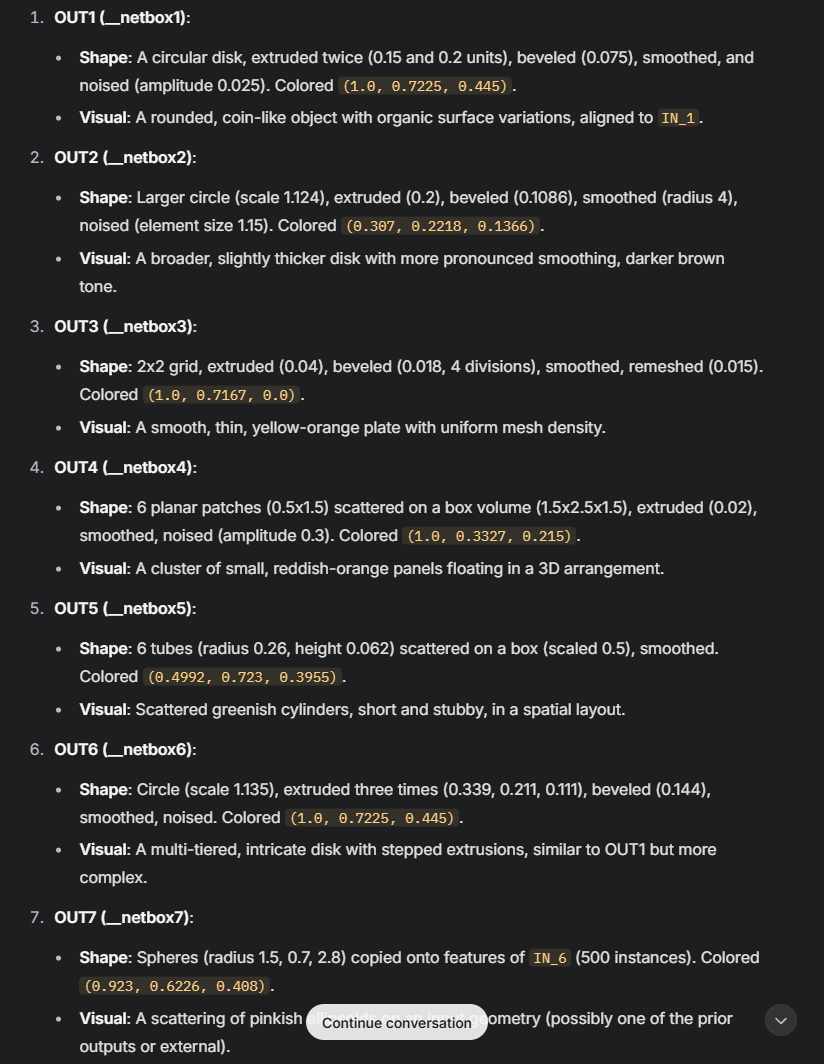 1. OUT1 (__netbox1):
• Shape: A circular disk, extruded twice (0.15 and 0.2 units), beveled (0.075), smoothed, and
noised (amplitude 0.025). Colored (1.0, 0.7225, 0.445).
• Visual: A rounded, coin-like object with organic surface variations, aligned to IN_1.
2. OUT2 (__netbox2):
• Shape: Larger circle (scale 1.124), extruded (0.2), beveled (0.1086), smoothed (radius 4),
noised (element size 1.15). Colored (0.307, 0.2218, 0.1366).
• Visual: A broader, slightly thicker disk with more pronounced smoothing, darker brown
tone.
3. OUT3 (__netbox3):
• Shape: 2x2 grid, extruded (0.04), beveled (0.018, 4 divisions), smoothed, remeshed (0.015).
Colored (1.0, 0.7167, 0.0).
• Visual: A smooth, thin, yellow-orange plate with uniform mesh density.
4. OUT4 (__netbox4):
• Shape: 6 planar patches (0.5x1.5) scattered on a box volume (1.5x2.5x1.5), extruded (0.02),
smoothed, noised (amplitude 0.3). Colored (1.0, 0.3327, 0.215).
• Visual: A cluster of small, reddish-orange panels floating in a 3D arrangement.
5. OUT5 (__netbox5):
• Shape: 6 tubes (radius 0.26, height 0.062) scattered on a box (scaled 0.5), smoothed.
Colored (0.4992, 0.723, 0.3955).
• Visual: Scattered greenish cylinders, short and stubby, in a spatial layout.
6. OUT6 (__netbox6):
• Shape: Circle (scale 1.135), extruded three times (0.339, 0.211, 0.111), beveled (0.144),
smoothed, noised. Colored (1.0, 0.7225, 0.445).
• Visual: A multi-tiered, intricate disk with stepped extrusions, similar to OUT1 but more
complex.
7. OUT7 (__netbox7):
• Shape: Spheres (radius 1.5, 0.7, 2.8) copied onto features of IN_6 (500 instances). Colored
(0.923, 0.6226, 0.408).
• Visual: A scattering of pinkish geometry (possibly one of the prior
Continue conversation
outputs or external).